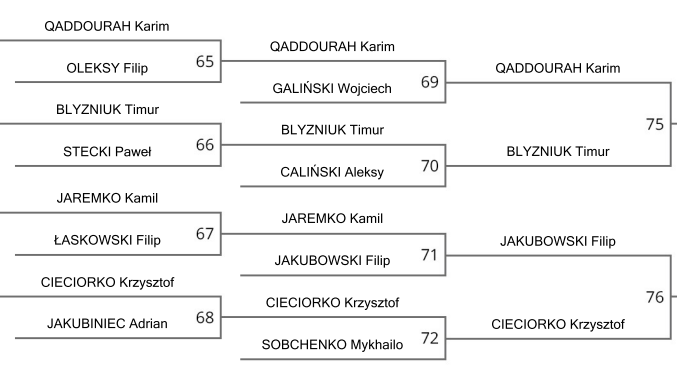 QADDOURAH Karim
OLEKSY Filip
65
BLYZNIUK Timur
STECKI Paweł
66
JAREMKO Kamil
ŁASKOWSKI Filip
67
CIECIORKO Krzysztof
JAKUBINIEC Adrian
68
QADDOURAH Karim
GALIŃSKI Wojciech
69
BLYZNIUK Timur
CALIŃSKI Aleksy
70
JAREMKO Kamil
JAKUBOWSKI Filip
71
CIECIORKO Krzysztof
SOBCHENKO Mykhailo
72
QADDOURAH Karim
BLYZNIUK Timur
75
JAKUBOWSKI Filip
CIECIORKO Krzysztof
76